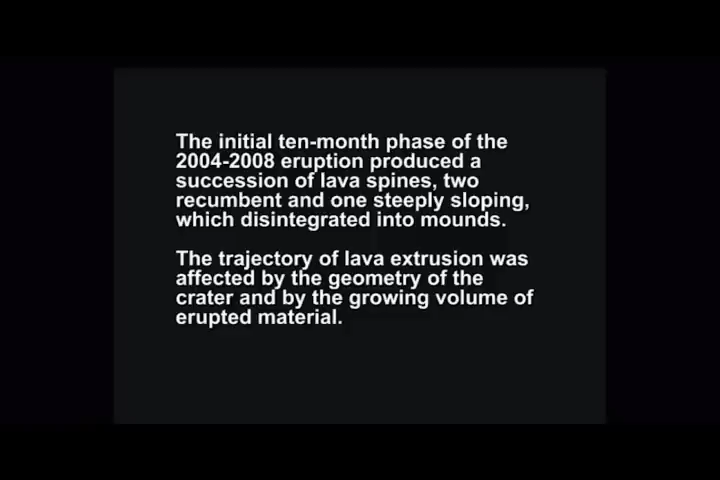 The initial ten-month phase of the
2004-2008 eruption produced a
succession of lava spines, two
recumbent and one steeply sloping,
which disintegrated into mounds.
The trajectory of lava extrusion was
affected by the geometry of the
crater and by the growing volume of
erupted material.